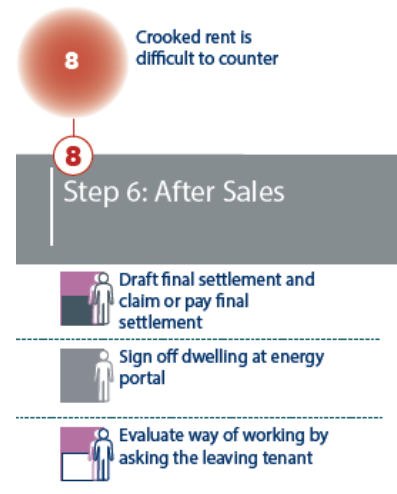 8
Crooked rent is
difficult to counter
8
Step 6: After Sales
Draft final settlement and
claim or pay final
settlement
Sign off dwelling at energy
portal
Evaluate way of working by
asking the leaving tenant